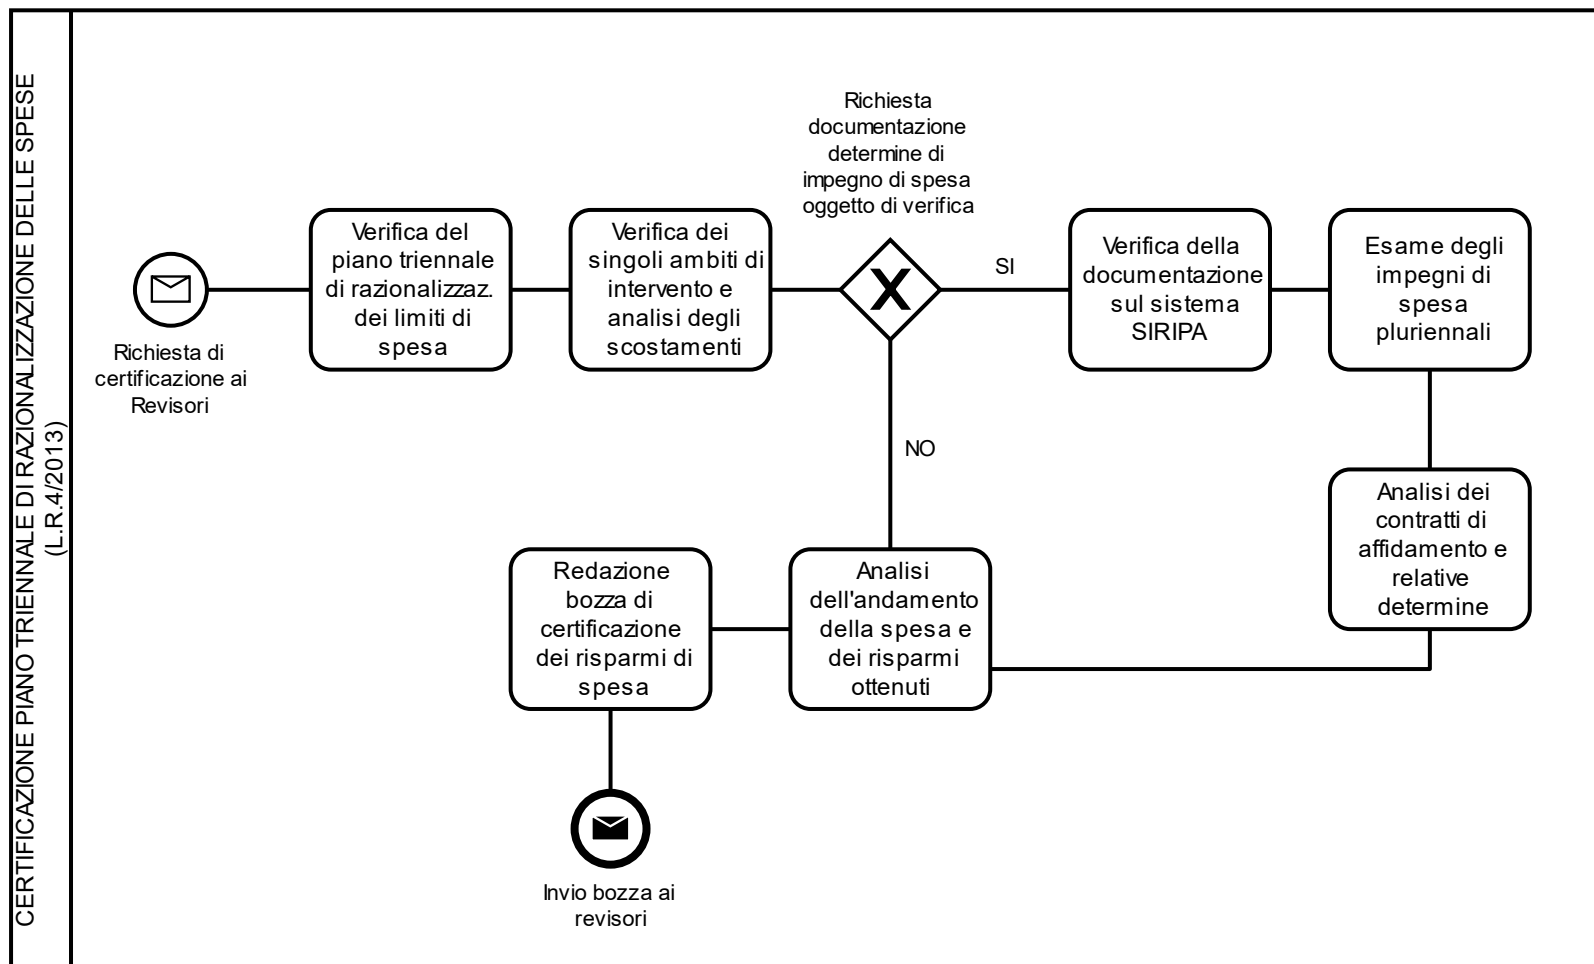 CERTIFICAZIONE PIANO TRIENNALE DI RAZIONALIZZAZIONE DELLE SPESE
(L.R.4/2013)
Richiesta di
certificazione ai
Revisori
Verifica del
piano triennale
di razionalizzaz.
dei limiti di
spesa
Verifica dei
singoli ambiti di
intervento e
analisi degli
scostamenti
Richiesta
documentazione
determine di
impegno di spesa
oggetto di verifica
X
SI
NO
Verifica della
documentazione
sul sistema
SIRIPA
Esame degli
impegni di
spesa
pluriennali
Analisi dei
contratti di
affidamento e
relative
determine
Analisi
dell'andamento
della spesa e
dei risparmi
ottenuti
Redazione
bozza di
certificazione
dei risparmi di
spesa
Invio bozza ai
revisori